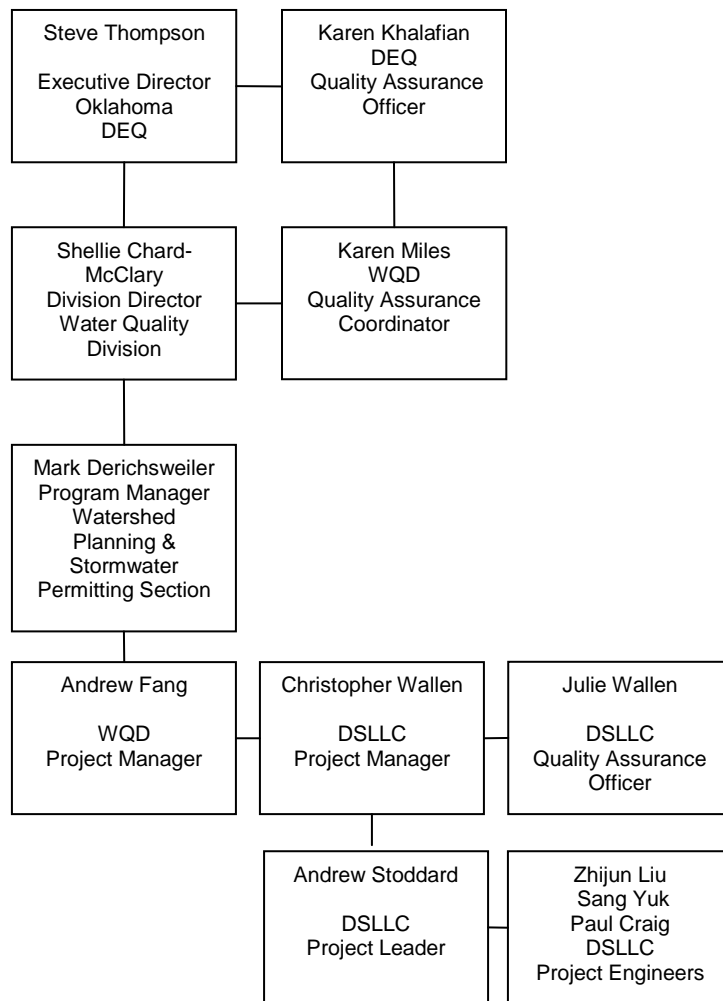 Steve Thompson
Executive Director
Oklahoma
DEQ
Karen Khalafian
DEQ
Quality Assurance
Officer
Shellie Chard-
McClary
Division Director
Water Quality
Division
Karen Miles
WQD
Quality Assurance
Coordinator
Mark Derichsweiler
Program Manager
Watershed
Planning &
Stormwater
Permitting Section
Andrew Fang
WQD
Project Manager
Christopher Wallen
DSLLC
Project Manager
Julie Wallen
DSLLC
Quality Assurance
Officer
Andrew Stoddard
DSLLC
Project Leader
Zhijun Liu
Sang Yuk
Paul Craig
DSLLC
Project Engineers